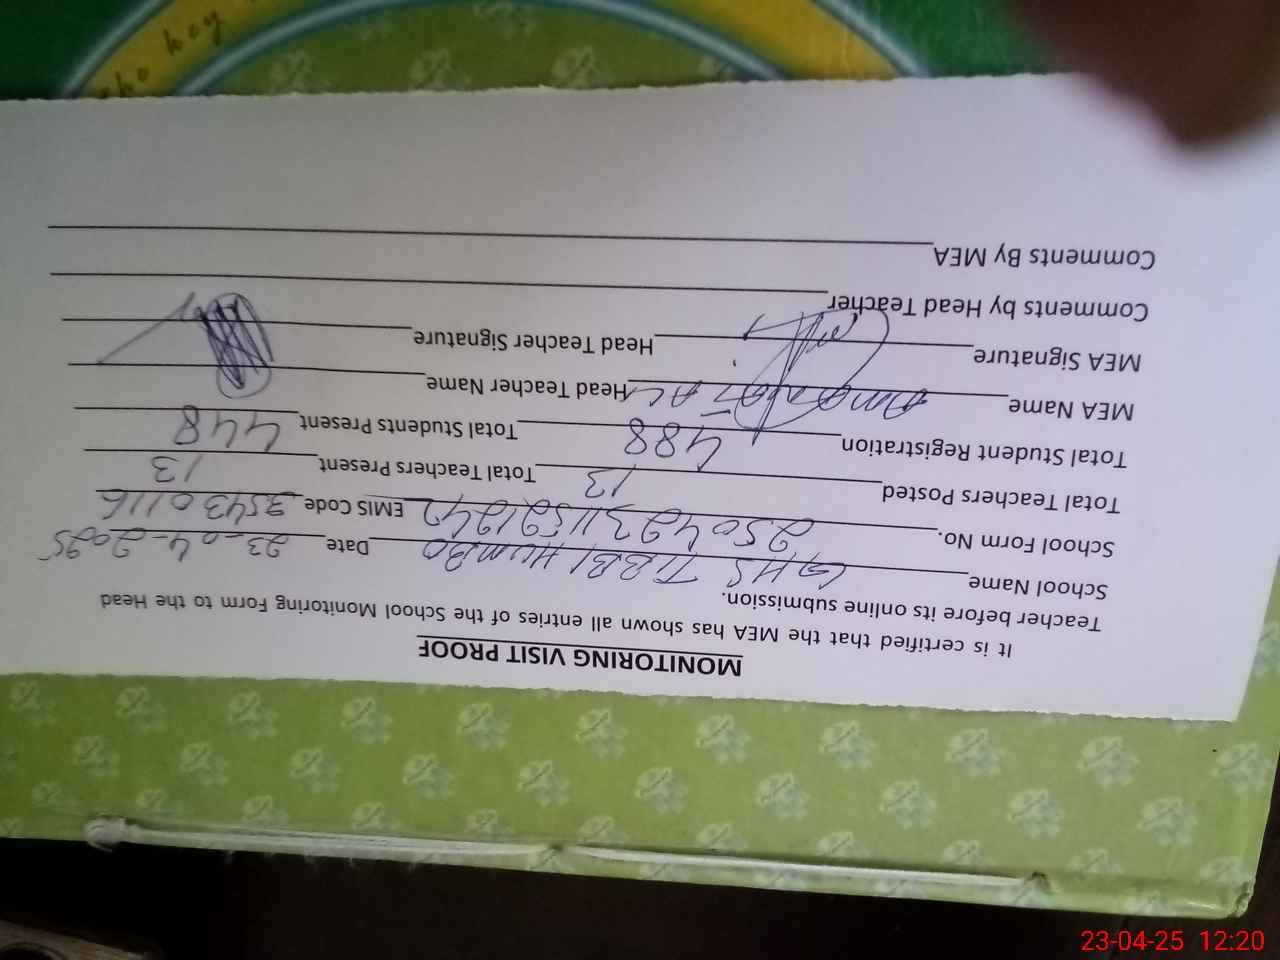 MONITORING VISIT PROOF
It is certified that the MEA has shown all entries of the School Monitoring Form to the Head
Teacher before its online submission.
School Name GHS TIBBI HUMBO Date 23-04-2025
School Form No. 250423115921242 EMIS Code 35430116
Total Teachers Posted 13 Total Teachers Present 13
Total Student Registration 488 Total Students Present 448
MEA Name Head Teacher Name
MEA Signature Head Teacher Signature
Comments by Head Teacher
Comments By MEA
23-04-25 12:20